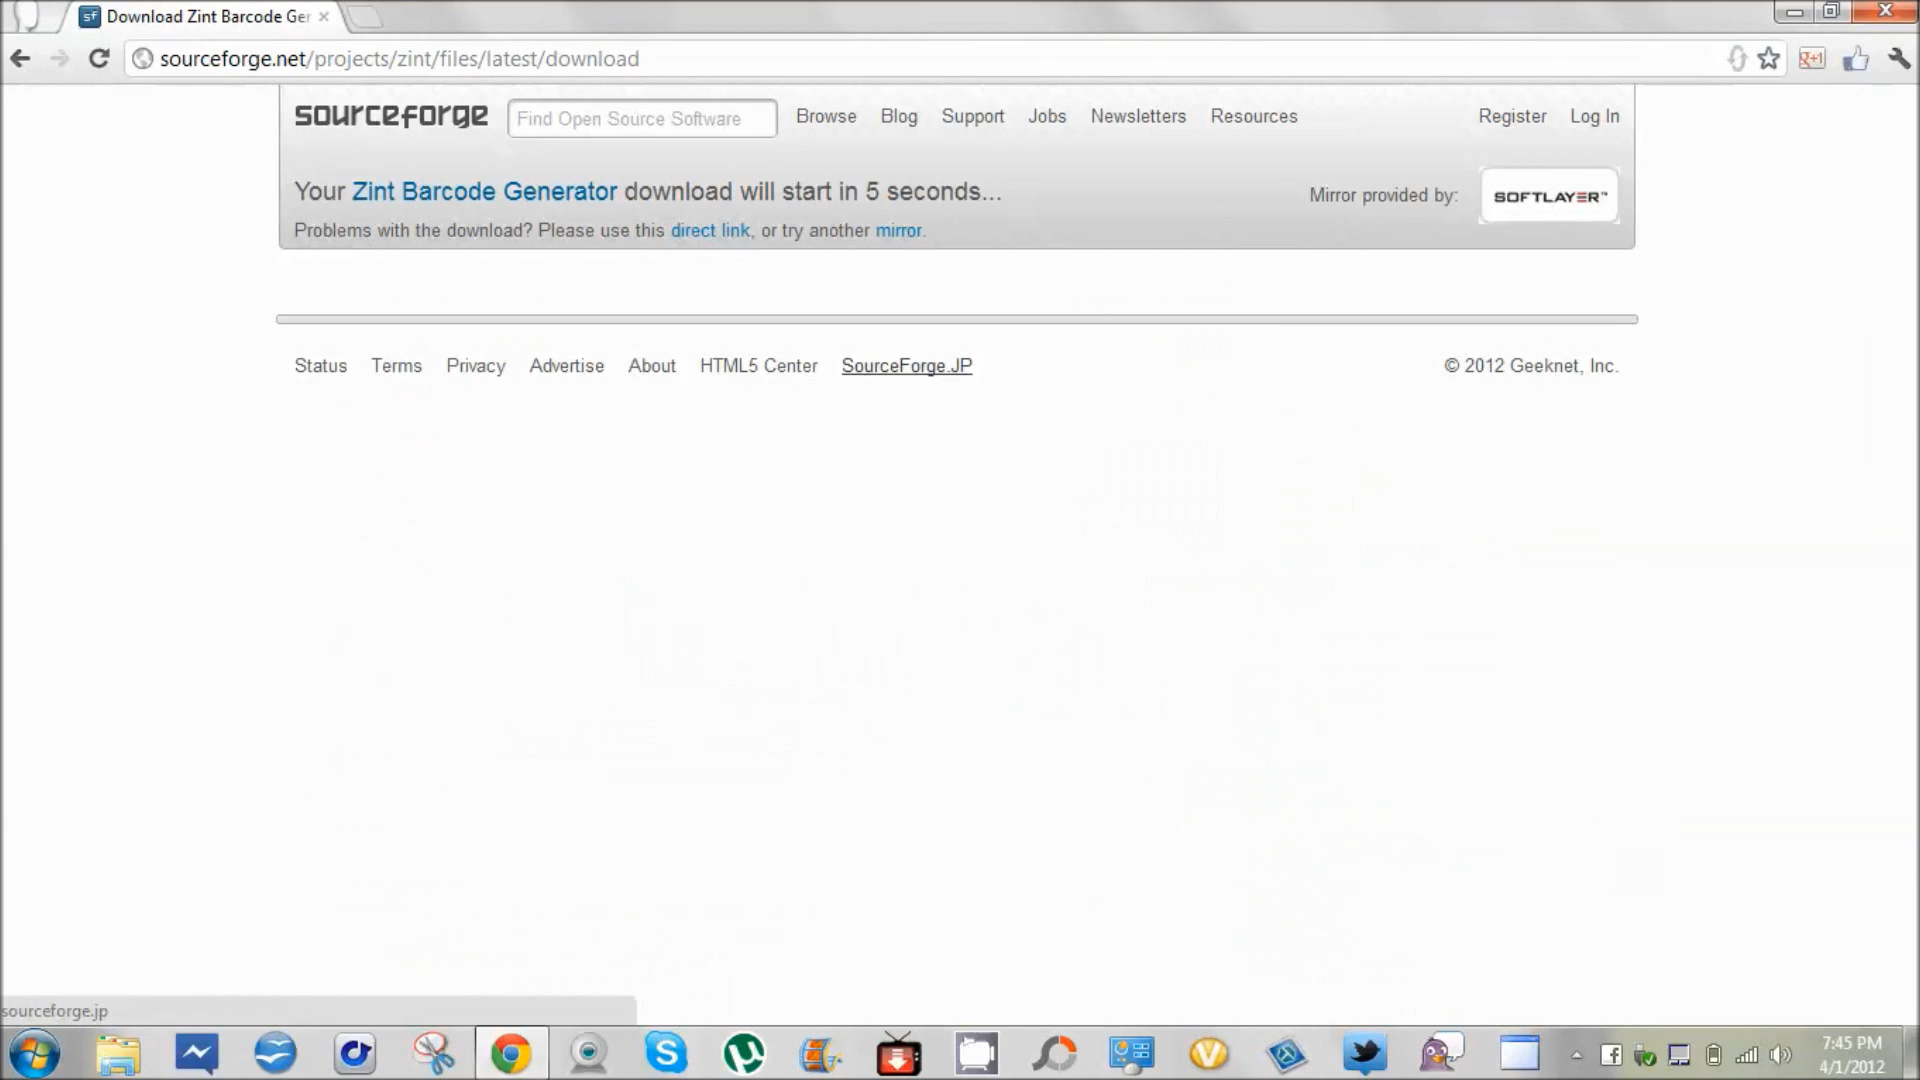 Download Zint Barcode Ger
sourceforge.net/projects/zint/files/latest/download
sourceforge Find Open Source Software Browse Blog Support Jobs Newsletters Resources Register Log In
Your Zint Barcode Generator download will start in 5 seconds...
Mirror provided by: SOFTLAYER™
Problems with the download? Please use this direct link, or try another mirror.
Status Terms Privacy Advertise About HTML5 Center SourceForge.JP © 2012 Geeknet, Inc.
sourceforge.jp
7:45 PM
4/1/2012